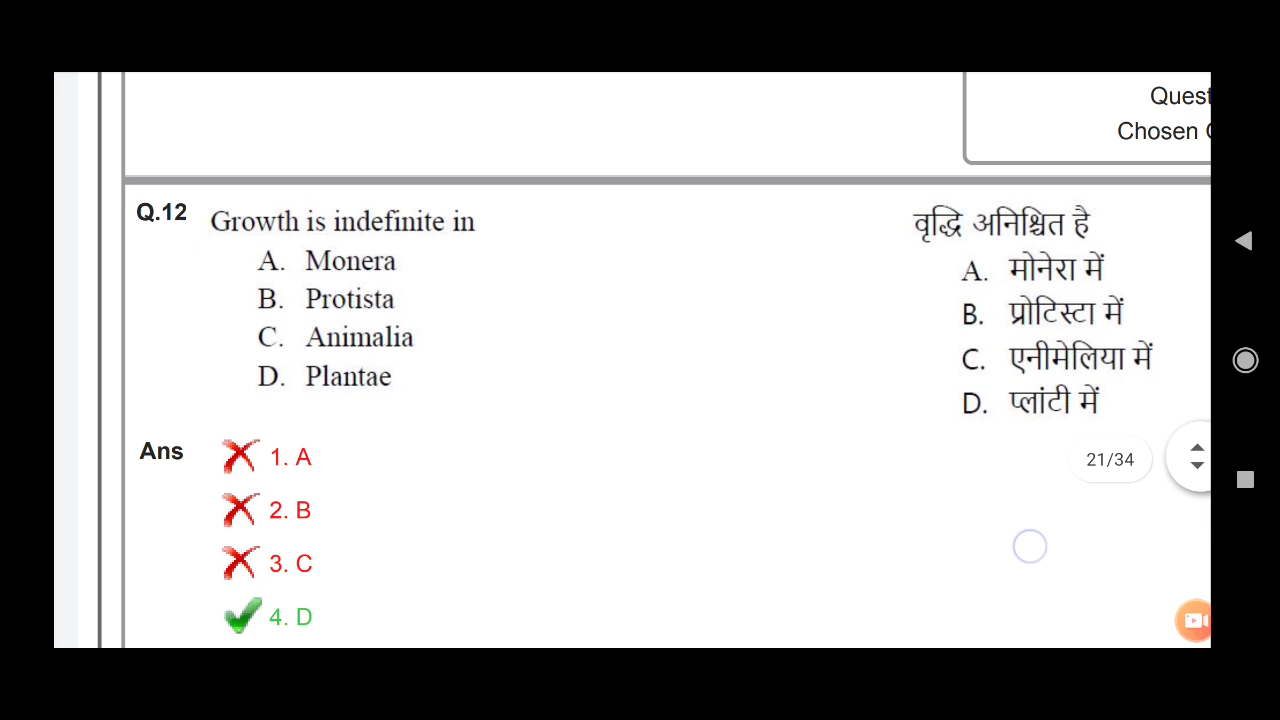 Quest
Chosen
Q.12 Growth is indefinite in
A. Monera
B. Protista
C. Animalia
D. Plantae
वृद्धि अनिश्चित है
A. मोनेरा में
B. प्रोटिस्टा में
C. एनीमेलिया में
D. प्लांटी में
Ans
1. A
2. B
3. C
4. D
21/34